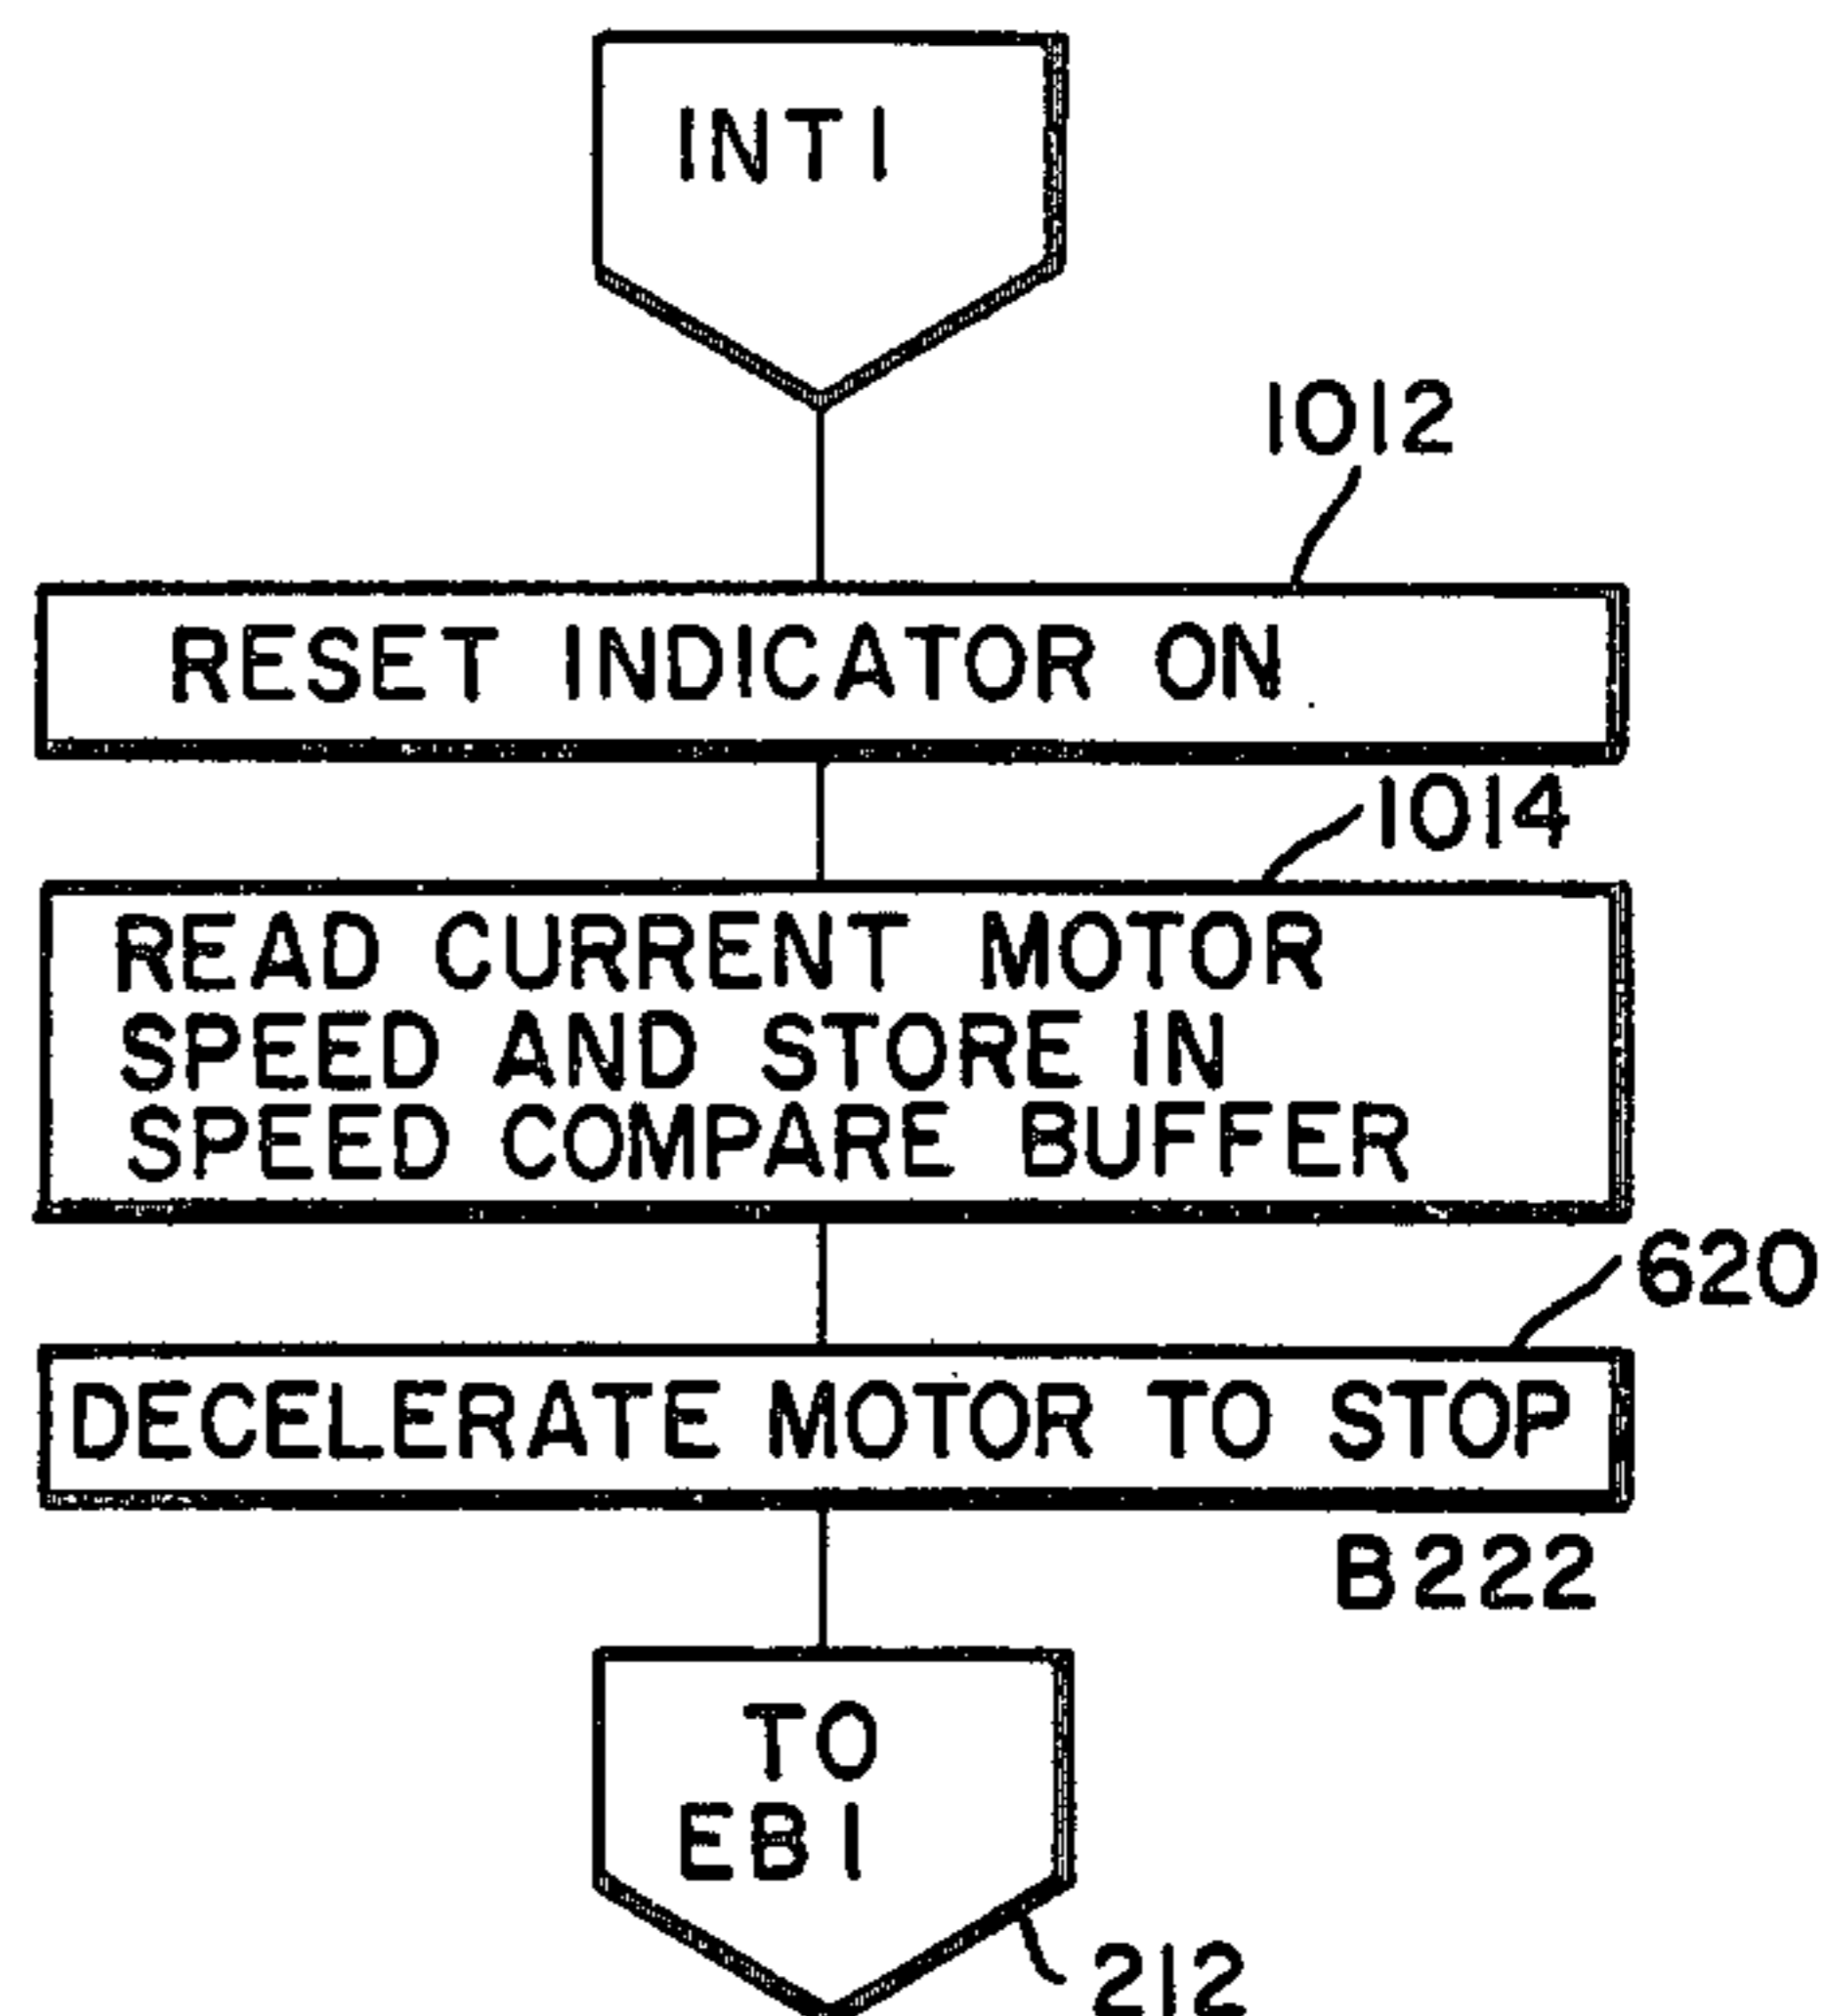 INT1
1012
RESET INDICATOR ON
1014
READ CURRENT MOTOR
SPEED AND STORE IN
SPEED COMPARE BUFFER
620
DECELERATE MOTOR TO STOP
B222
TO
EB1
212